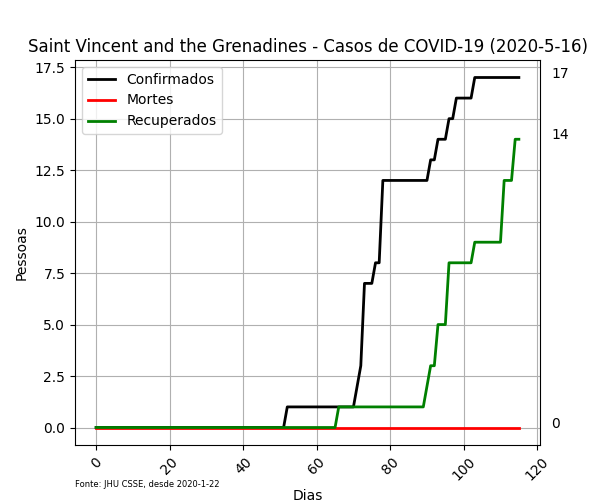 Saint Vincent and the Grenadines - Casos de COVID-19 (2020-5-16)
17.5
15.0
12.5
10.0
7.5
5.0
2.5
0.0
Pessoas
Confirmados
Mortes
Recuperados
17
14
0
0
20
40
60
80
100
120
Fonte: JHU CSSE, desde 2020-1-22
Dias